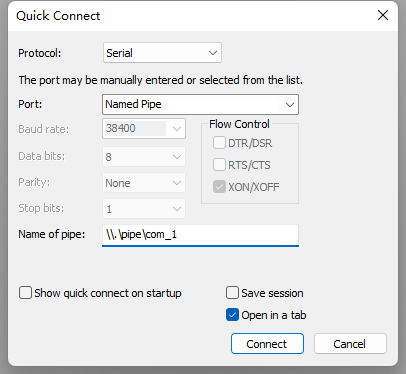 Quick Connect
Protocol: Serial
The port may be manually entered or selected from the list.
Port: Named Pipe
Baud rate: 38400
Flow Control
DTR/DSR
Data bits: 8
RTS/CTS
Parity: None
XON/XOFF
Stop bits: 1
Name of pipe: \\.\pipe\com_1
Show quick connect on startup
Save session
Open in a tab
Connect
Cancel